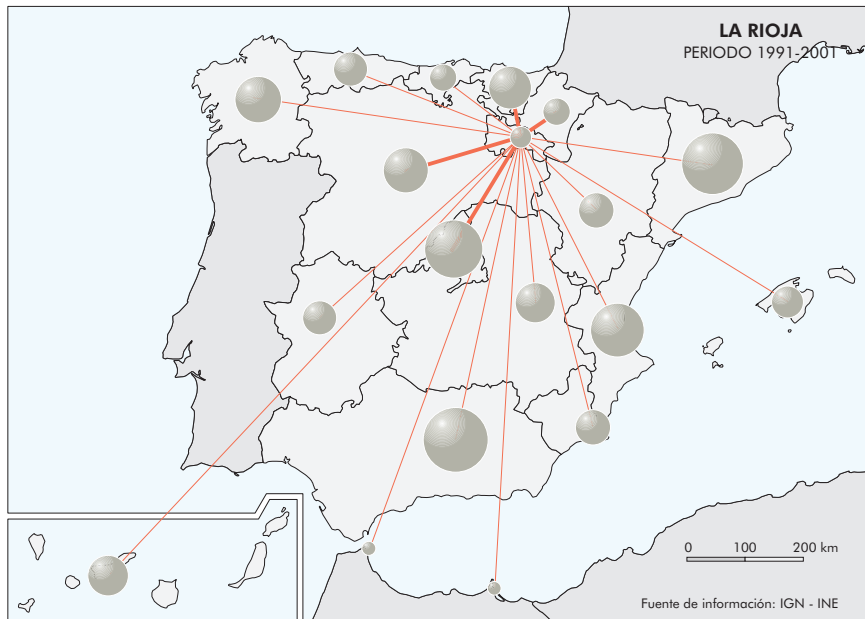 LA RIOJA
PERIODO 1991-2001
0 100 200 km
Fuente de información: IGN - INE